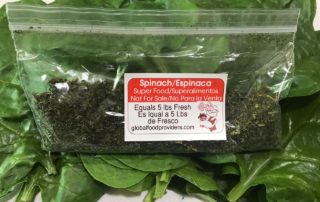 Spinach/Espinaca
Super Food/Superalimentos
Not For Sale/No Para la Venta
Equals 5 lbs Fresh
Es Iqual a 5 Lbs
de Fresco
globalfoodproviders.com